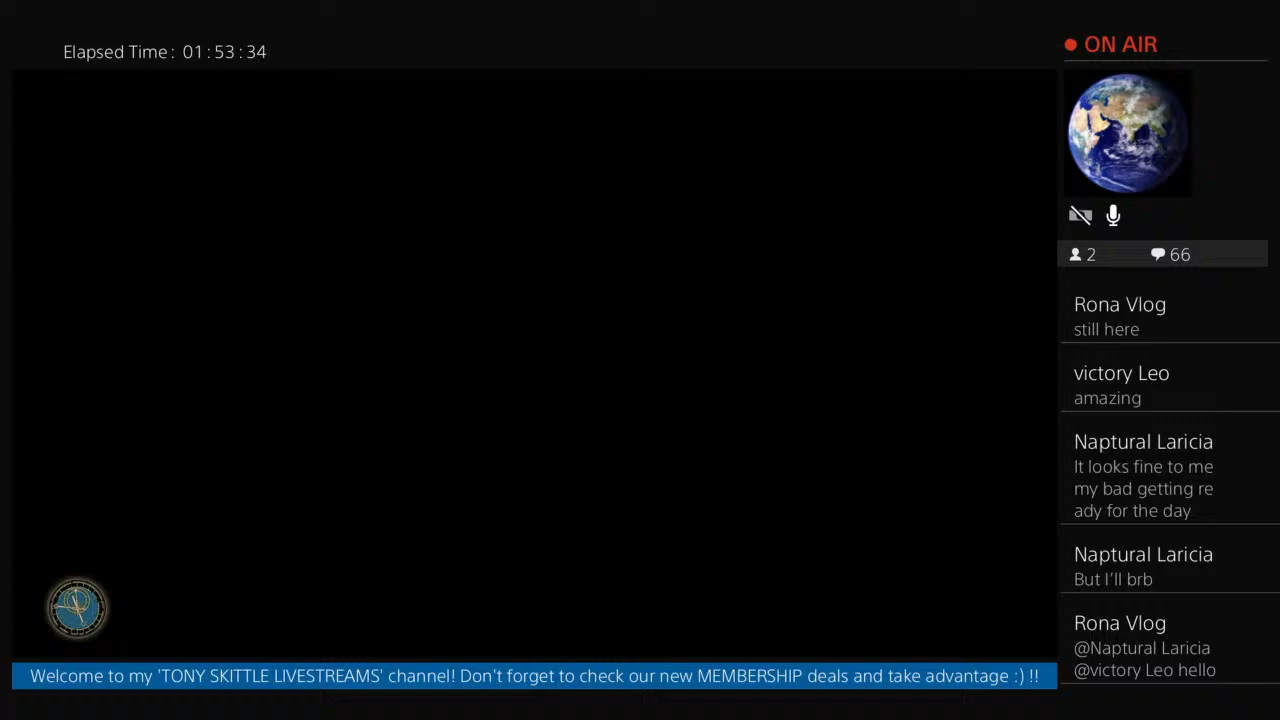 Elapsed Time: 01:53:34
ON AIR
2 66
Rona Vlog
still here
victory Leo
amazing
Naptural Laricia
It looks fine to me
my bad getting re
ady for the day
Naptural Laricia
But I'll brb
Rona Vlog
@Naptural Laricia
@victory Leo hello
Welcome to my 'TONY SKITTLE LIVESTREAMS' channel! Don't forget to check our new MEMBERSHIP deals and take advantage :) !!